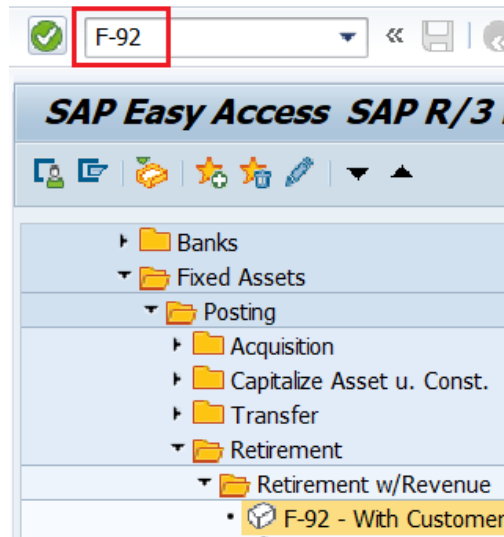 F-92
SAP Easy Access SAP R/3
Banks
Fixed Assets
Posting
Acquisition
Capitalize Asset u. Const.
Transfer
Retirement
Retirement w/Revenue
F-92 - With Customer